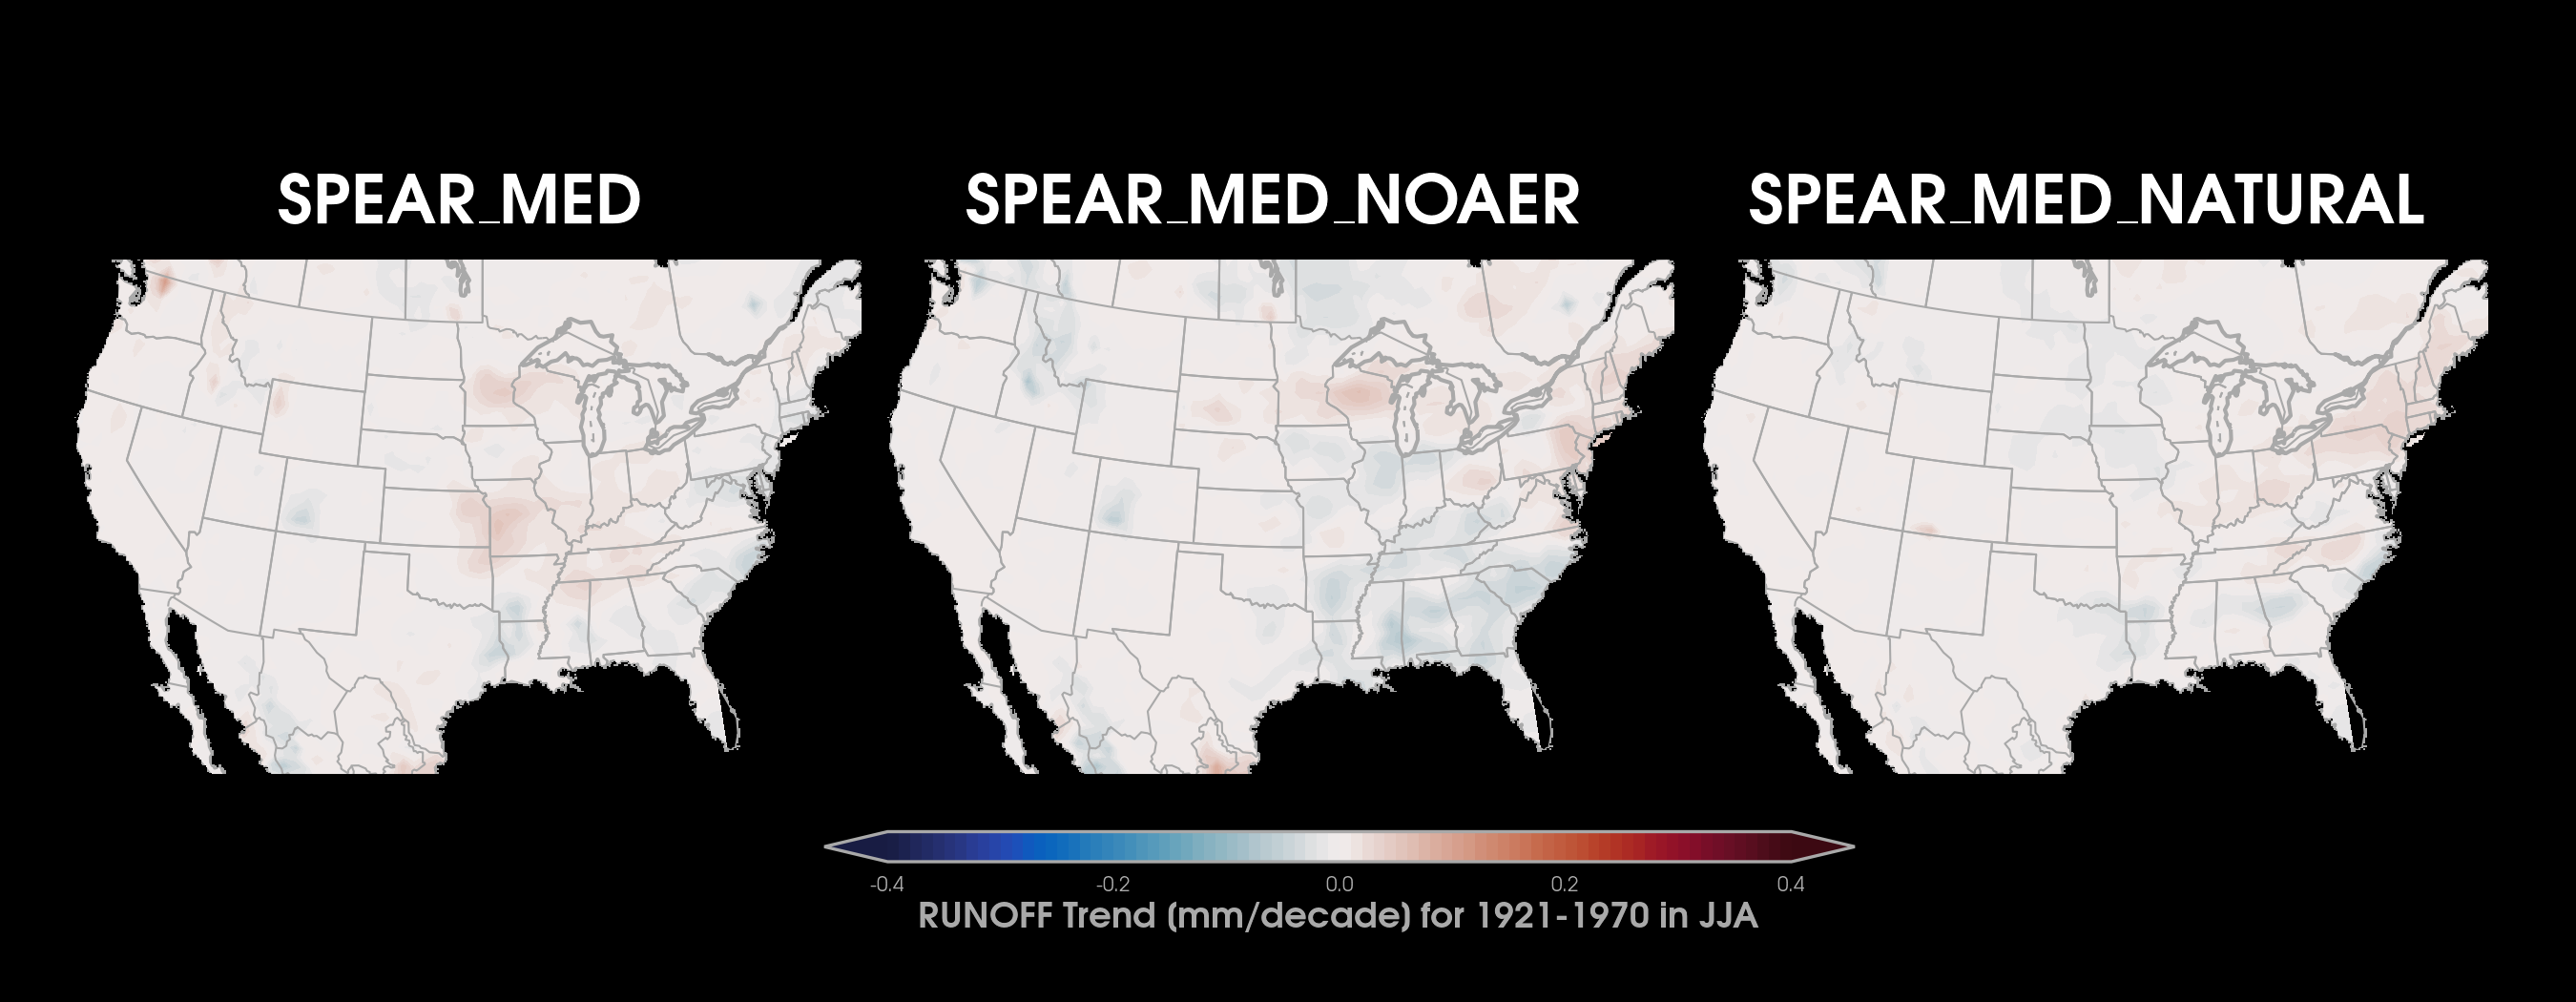 SPEAR_MED SPEAR_MED_NOAER SPEAR_MED_NATURAL
-0.4 -0.2 0.0 0.2 0.4
RUNOFF Trend (mm/decade) for 1921-1970 in JJA